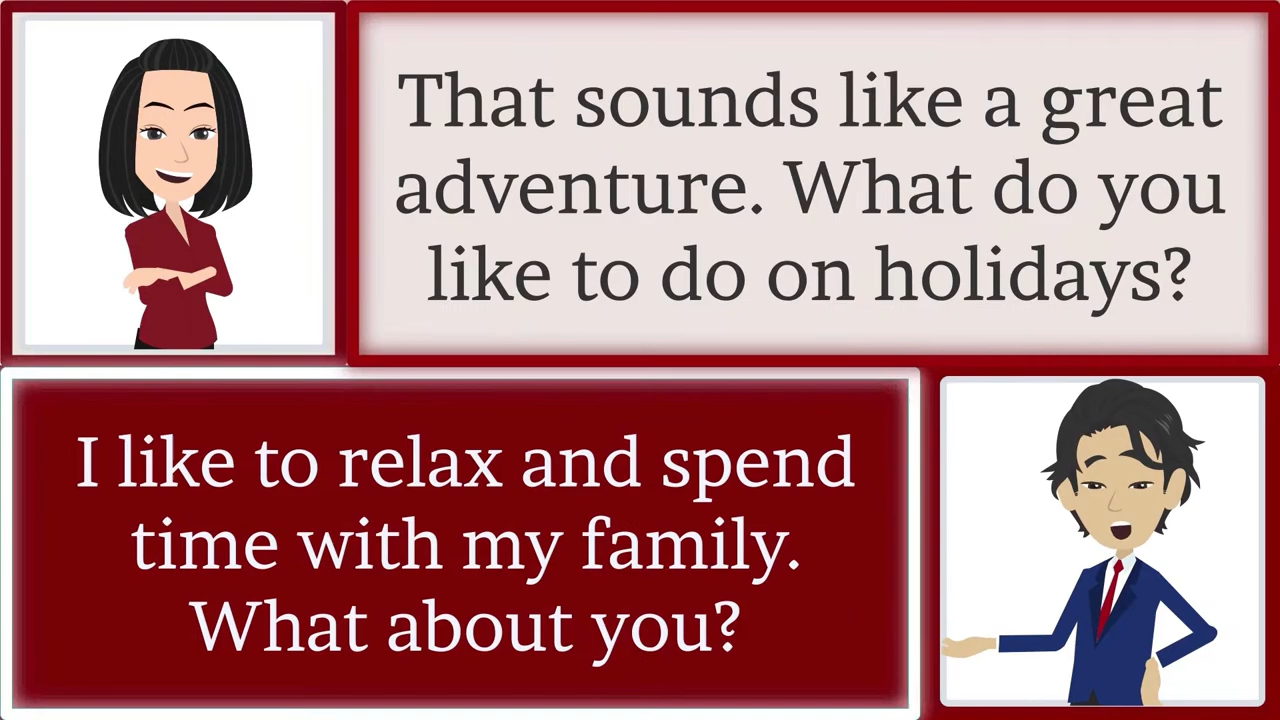 That sounds like a great
adventure. What do you
like to do on holidays?
I like to relax and spend
time with my family.
What about you?